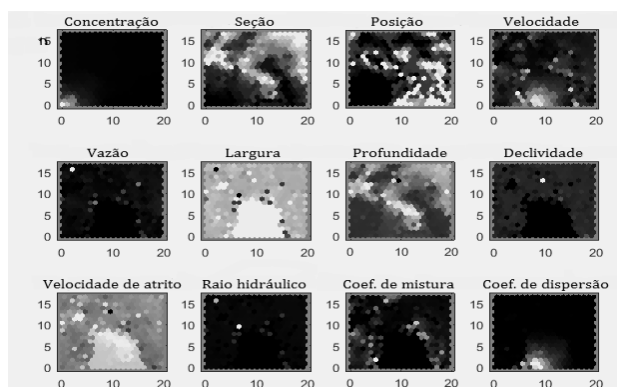 Concentração Seção Posição Velocidade
15 15 15 15
10 10 10 10
5 5 5 5
0 0 0 0
0 10 20 0 10 20 0 10 20 0 10 20
Vazão Largura Profundidade Declividade
15 15 15 15
10 10 10 10
5 5 5 5
0 0 0 0
0 10 20 0 10 20 0 10 20 0 10 20
Velocidade de atrito Raio hidráulico Coef. de mistura Coef. de dispersão
15 15 15 15
10 10 10 10
5 5 5 5
0 0 0 0
0 10 20 0 10 20 0 10 20 0 10 20